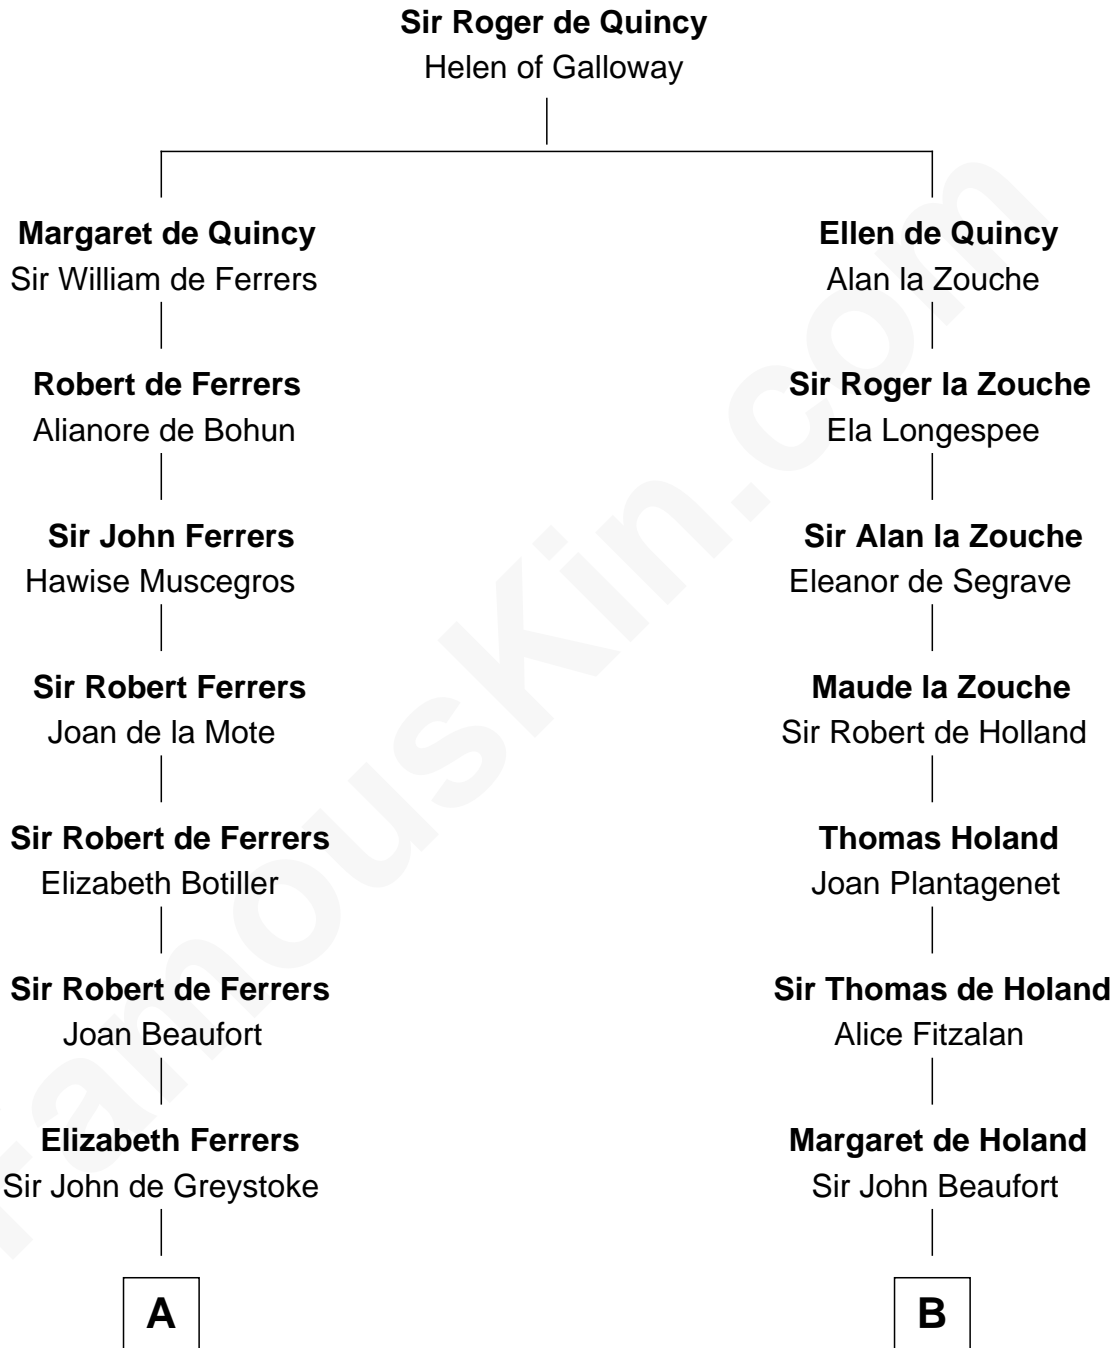 Sir Roger de Quincy
Helen of Galloway
Margaret de Quincy
Sir William de Ferrers
Ellen de Quincy
Alan la Zouche
Robert de Ferrers
Alianore de Bohun
Sir Roger la Zouche
Ela Longespee
Sir John Ferrers
Hawise Muscegros
Sir Alan la Zouche
Eleanor de Segrave
Sir Robert Ferrers
Joan de la Mote
Maude la Zouche
Sir Robert de Holland
Sir Robert de Ferrers
Elizabeth Botiller
Thomas Holand
Joan Plantagenet
Sir Robert de Ferrers
Joan Beaufort
Sir Thomas de Holand
Alice Fitzalan
Elizabeth Ferrers
Sir John de Greystoke
Margaret de Holand
Sir John Beaufort
A
B
FamousKin.com